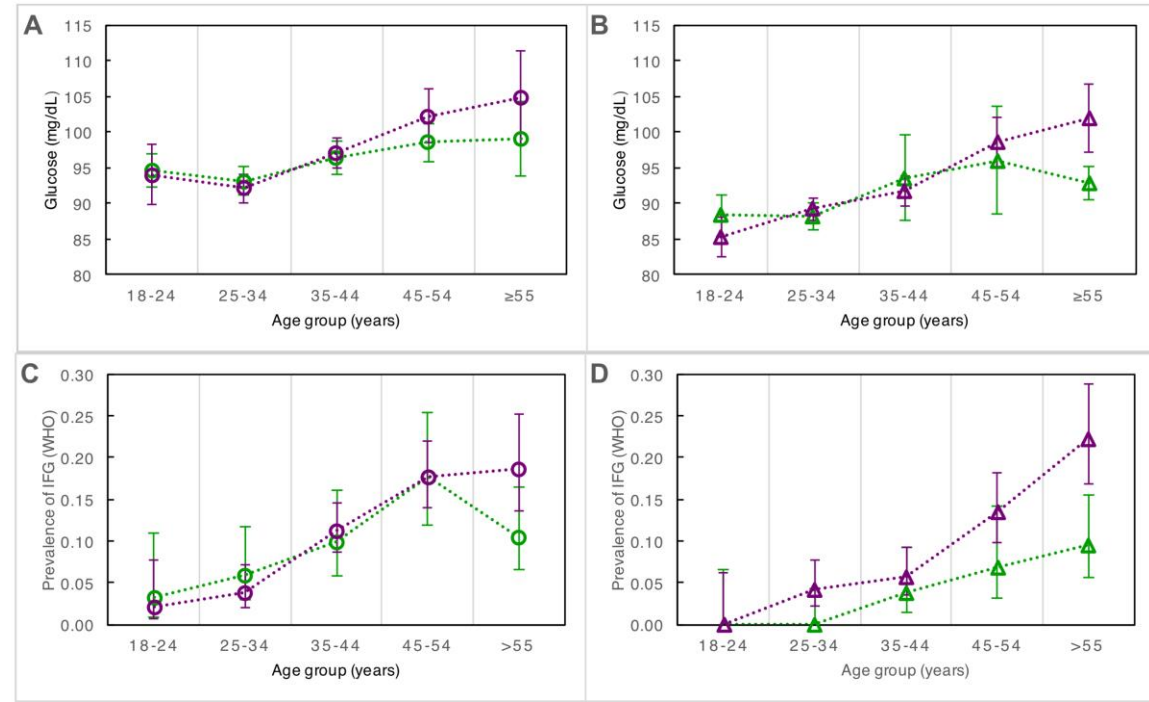 A
Glucose (mg/dL)
115
110
105
100
95
90
85
80
18-24 25-34 35-44 45-54 ≥55
Age group (years)
B
Glucose (mg/dL)
115
110
105
100
95
90
85
80
18-24 25-34 35-44 45-54 ≥55
Age group (years)
C
Prevalence of IFG (WHO)
0.30
0.25
0.20
0.15
0.10
0.05
0.00
18-24 25-34 35-44 45-54 >55
Age group (years)
D
Prevalence of IFG (WHO)
0.30
0.25
0.20
0.15
0.10
0.05
0.00
18-24 25-34 35-44 45-54 >55
Age group (years)